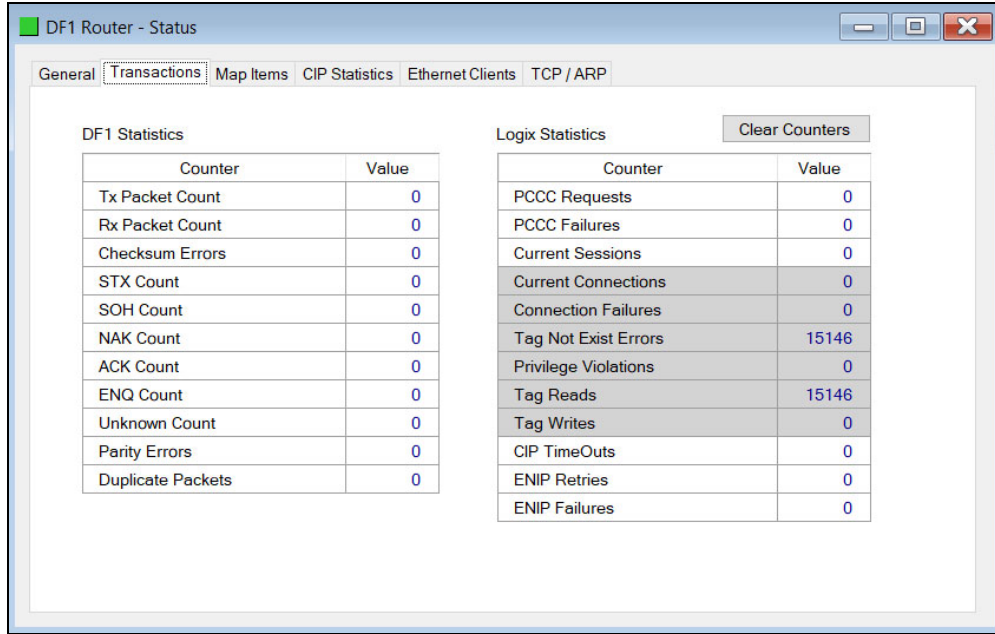 DF1 Router - Status
General Transactions Map Items CIP Statistics Ethernet Clients TCP / ARP
DF1 Statistics
Counter Value
Tx Packet Count 0
Rx Packet Count 0
Checksum Errors 0
STX Count 0
SOH Count 0
NAK Count 0
ACK Count 0
ENQ Count 0
Unknown Count 0
Parity Errors 0
Duplicate Packets 0
Logix Statistics Clear Counters
Counter Value
PCCC Requests 0
PCCC Failures 0
Current Sessions 0
Current Connections 0
Connection Failures 0
Tag Not Exist Errors 15146
Privilege Violations 0
Tag Reads 15146
Tag Writes 0
CIP TimeOuts 0
ENIP Retries 0
ENIP Failures 0